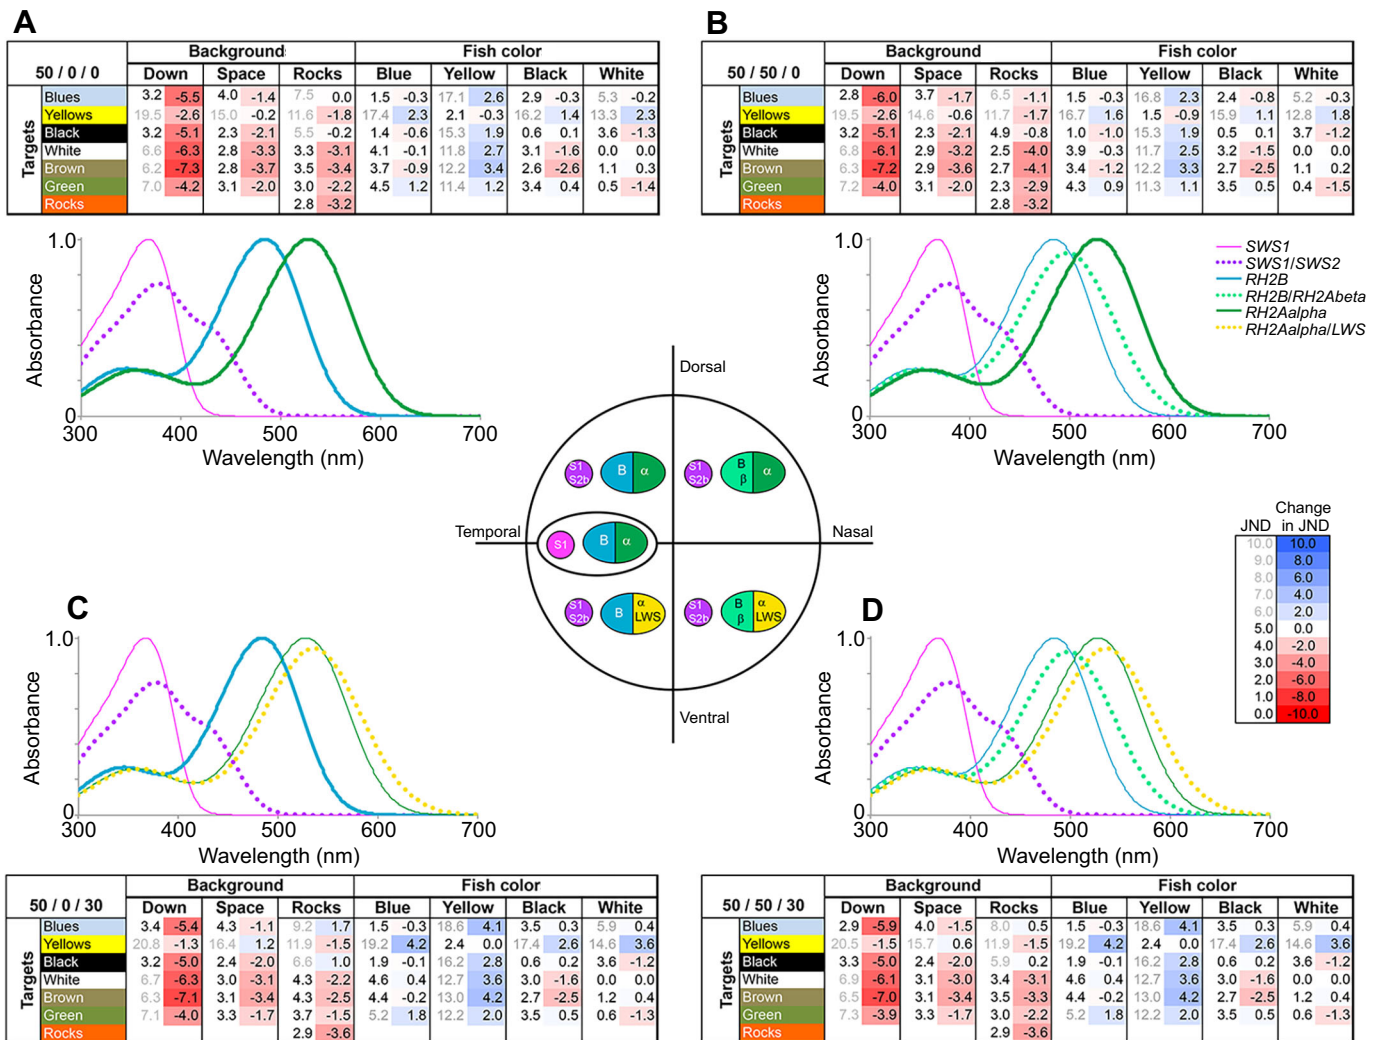 A
B
Background Fish color
50 / 0 / 0 Down Space Rocks Blue Yellow Black White
Targets
Blues 3.2 -5.5 4.0 -1.4 7.5 0.0 1.5 -0.3 17.1 2.6 2.9 -0.3 5.3 -0.2
Yellows 19.5 -2.6 15.0 -0.2 11.6 -1.8 17.4 2.3 2.1 -0.3 16.2 1.4 13.3 2.3
Black 3.2 -5.1 2.3 -2.1 5.5 -0.2 1.4 -0.6 15.3 1.9 0.6 0.1 3.6 -1.3
White 6.6 -6.3 2.8 -3.3 3.3 -3.1 4.1 -0.1 11.8 2.7 3.1 -1.6 0.0 0.0
Brown 6.2 -7.3 2.8 -3.7 3.5 -3.4 3.7 -0.9 12.2 3.4 2.6 -2.6 1.1 0.3
Green 7.0 -4.2 3.1 -2.0 3.0 -2.2 4.5 1.2 11.4 1.2 3.4 0.4 0.5 -1.4
Rocks 2.8 -3.2
Background Fish color
50 / 50 / 0 Down Space Rocks Blue Yellow Black White
Targets
Blues 2.8 -6.0 3.7 -1.7 6.5 -1.1 1.5 -0.3 16.8 2.3 2.4 -0.8 5.2 -0.3
Yellows 19.5 -2.6 14.6 -0.6 11.7 -1.7 16.7 1.6 1.5 -0.9 15.9 1.1 12.8 1.8
Black 3.2 -5.1 2.3 -2.1 4.9 -0.8 1.0 -1.0 15.3 1.9 0.5 0.1 3.7 -1.2
White 6.8 -6.1 2.9 -3.2 2.5 -4.0 3.9 -0.3 11.7 2.5 3.2 -1.5 0.0 0.0
Brown 6.3 -7.2 2.9 -3.6 2.7 -4.1 3.4 -1.2 12.2 3.3 2.7 -2.5 1.1 0.2
Green 7.2 -4.0 3.1 -2.0 2.3 -2.9 4.3 0.9 11.3 1.1 3.5 0.5 0.4 -1.5
Rocks 2.8 -3.2
1.0
Absorbance
0
300 400 500 600 700
Wavelength (nm)
1.0
Absorbance
0
300 400 500 600 700
Wavelength (nm)
SWS1
SWS1/SWS2
RH2B
RH2B/RH2Abeta
RH2Aalpha
RH2Aalpha/LWS
Dorsal
S1 S2b B α
S1 S2b B β α
Temporal
Nasal
S1 B α
S1 S2b B α LWS
S1 S2b B β α LWS
Ventral
JND Change in JND
10.0 10.0
9.0 8.0
8.0 6.0
7.0 4.0
6.0 2.0
5.0 0.0
4.0 -2.0
3.0 -4.0
2.0 -6.0
1.0 -8.0
0.0 -10.0
C
1.0
Absorbance
0
300 400 500 600 700
Wavelength (nm)
D
1.0
Absorbance
0
300 400 500 600 700
Wavelength (nm)
Background Fish color
50 / 0 / 30 Down Space Rocks Blue Yellow Black White
Targets
Blues 3.4 -5.4 4.3 -1.1 9.2 1.7 1.5 -0.3 18.6 4.1 3.5 0.3 5.9 0.4
Yellows 20.8 -1.3 16.4 1.2 11.9 -1.5 19.2 4.2 2.4 0.0 17.4 2.6 14.6 3.6
Black 3.2 -5.0 2.4 -2.0 6.6 1.0 1.9 -0.1 16.2 2.8 0.6 0.2 3.6 -1.2
White 6.7 -6.3 3.0 -3.1 4.3 -2.2 4.6 0.4 12.7 3.6 3.0 -1.6 0.0 0.0
Brown 6.3 -7.1 3.1 -3.4 4.3 -2.5 4.4 -0.2 13.0 4.2 2.7 -2.5 1.2 0.4
Green 7.1 -4.0 3.3 -1.7 3.7 -1.5 5.2 1.8 12.2 2.0 3.5 0.5 0.6 -1.3
Rocks 2.9 -3.6
Background Fish color
50 / 50 / 30 Down Space Rocks Blue Yellow Black White
Targets
Blues 2.9 -5.9 4.0 -1.5 8.0 0.5 1.5 -0.3 18.6 4.1 3.5 0.3 5.9 0.4
Yellows 20.5 -1.5 15.7 0.6 11.9 -1.5 19.2 4.2 2.4 0.0 17.4 2.6 14.6 3.6
Black 3.3 -5.0 2.4 -2.0 5.9 0.2 1.9 -0.1 16.2 2.8 0.6 0.2 3.6 -1.2
White 6.9 -6.1 3.1 -3.0 3.4 -3.1 4.6 0.4 12.7 3.6 3.0 -1.6 0.0 0.0
Brown 6.5 -7.0 3.1 -3.4 3.5 -3.3 4.4 -0.2 13.0 4.2 2.7 -2.5 1.2 0.4
Green 7.3 -3.9 3.3 -1.7 3.0 -2.2 5.2 1.8 12.2 2.0 3.5 0.5 0.6 -1.3
Rocks 2.9 -3.6